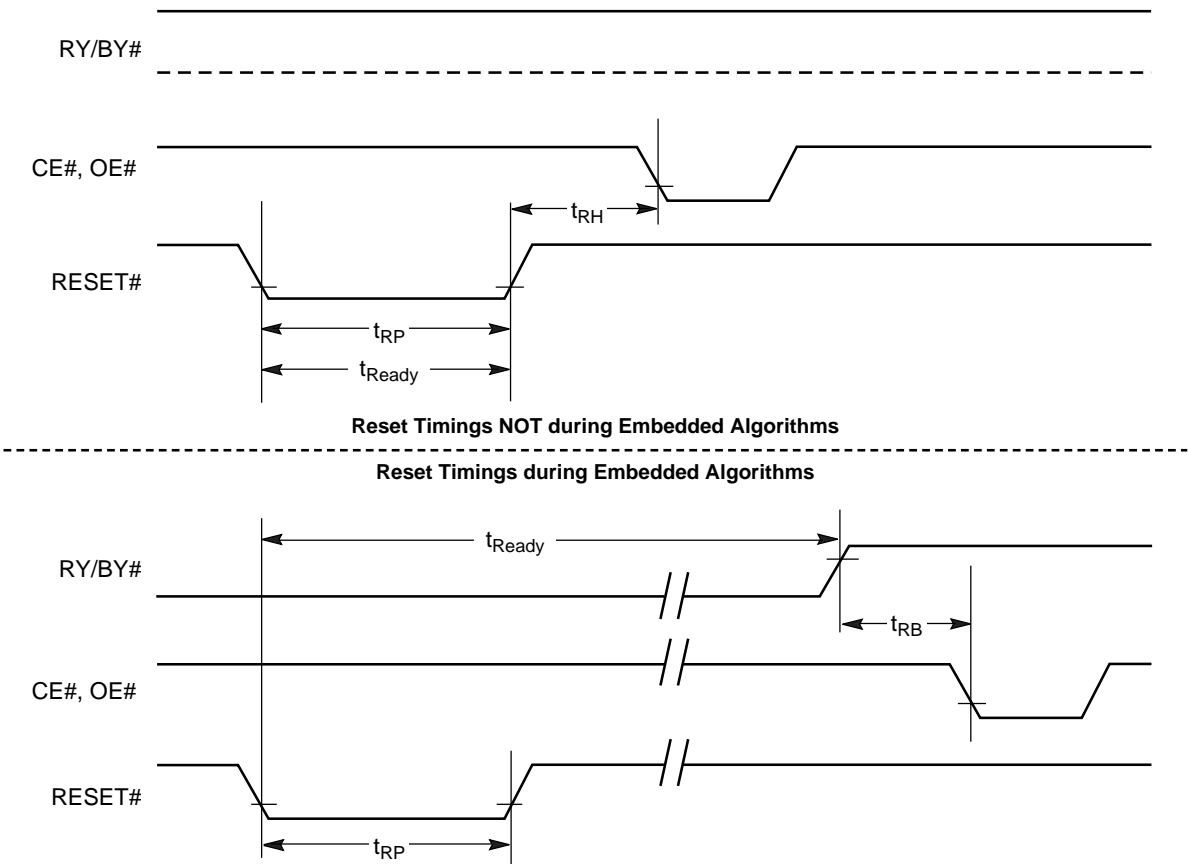 RY/BY#
CE#, OE#
tRH
RESET#
tRP
tReady
Reset Timings NOT during Embedded Algorithms
Reset Timings during Embedded Algorithms
tReady
RY/BY#
tRB
CE#, OE#
RESET#
tRP